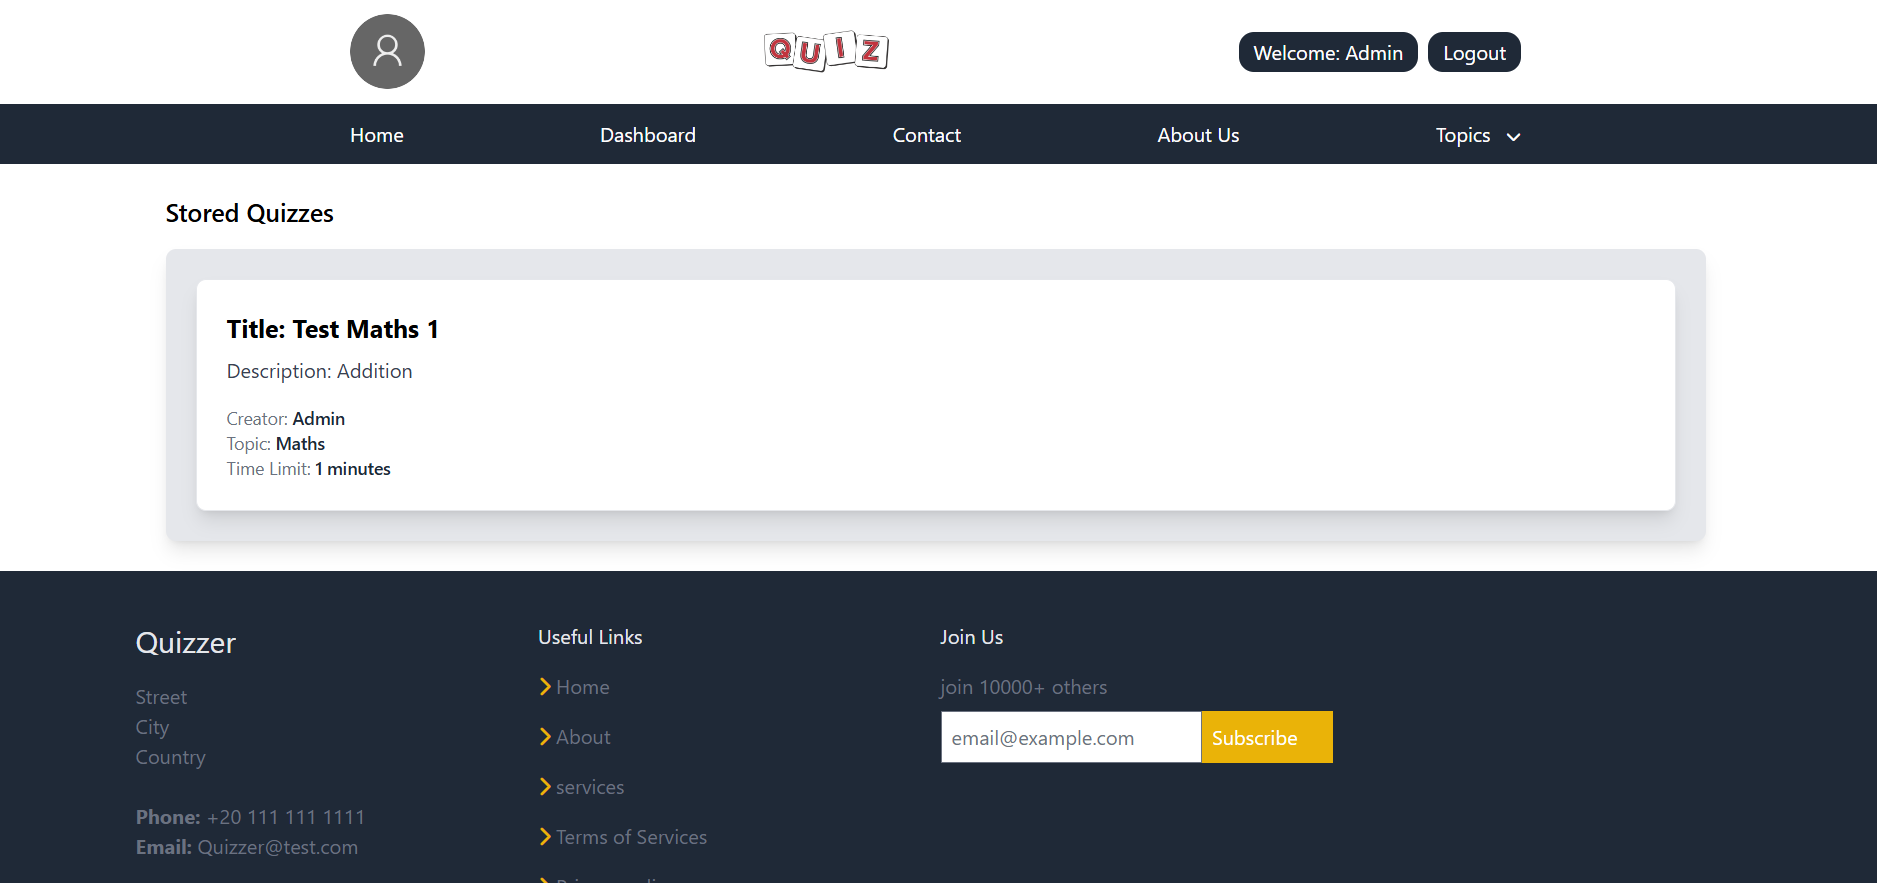 QUIZ
Welcome: Admin
Logout
Home
Dashboard
Contact
About Us
Topics
Stored Quizzes
Title: Test Maths 1
Description: Addition
Creator: Admin
Topic: Maths
Time Limit: 1 minutes
Quizzer
Street
City
Country
Phone: +20 111 111 1111
Email: Quizzer@test.com
Useful Links
Home
About
services
Terms of Services
Join Us
join 10000+ others
email@example.com
Subscribe